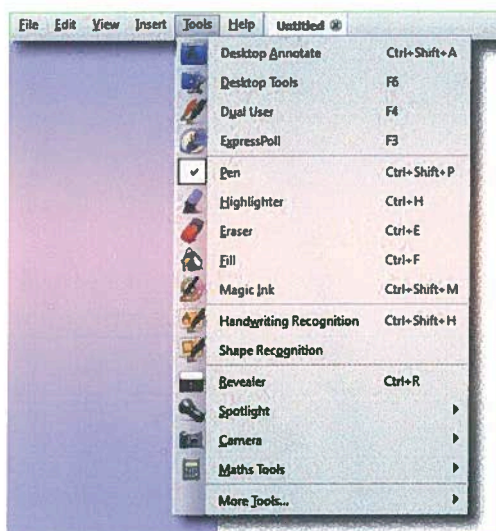 File Edit View Insert Tools Help Untitled
Desktop Annotate Ctrl+Shift+A
Desktop Tools F6
Dual User F4
ExpressPoll F3
Pen Ctrl+Shift+P
Highlighter Ctrl+H
Eraser Ctrl+E
Fill Ctrl+F
Magic Ink Ctrl+Shift+M
Handwriting Recognition Ctrl+Shift+H
Shape Recognition
Revealer Ctrl+R
Spotlight
Camera
Maths Tools
More Tools...